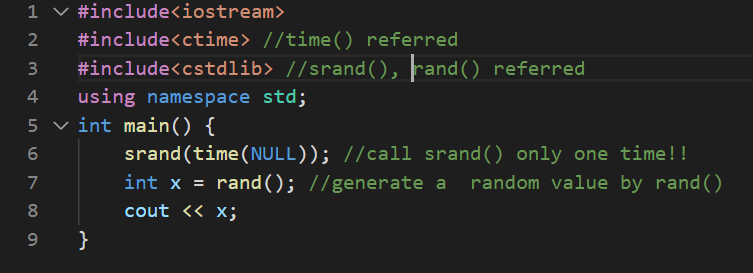 1 #include<iostream>
2 #include<ctime> //time() referred
3 #include<cstdlib> //srand(), rand() referred
4 using namespace std;
5 int main() {
6 srand(time(NULL)); //call srand() only one time!!
7 int x = rand(); //generate a  random value by rand()
8 cout << x;
9 }